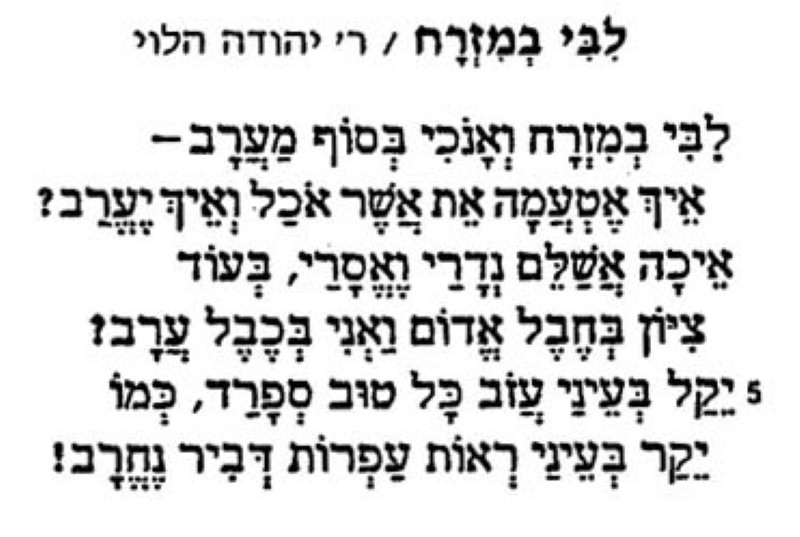 לִבִּי בְמִזְרָח / ר' יהודה הלוי
לִבִּי בְמִזְרָח וְאָנֹכִי בְּסוֹף מַעֲרָב –
אֵיךְ אֶטְעֲמָה אֵת אֲשֶׁר אֹכַל וְאֵיךְ יֶעֱרַב?
אֵיכָה אֲשַׁלֵּם נְדָרַי וֶאֱסָרַי, בְּעוֹד
צִיּוֹן בְּחֶבֶל אֱדוֹם וַאְנִי בְּכֶבֶל עֲרָב?
יֵקַל בְּעֵינַי עֲזֹב כָּל טוּב סְפָרַד, כְּמוֹ 5
יֵקַר בְּעֵינַי רְאוֹת עַפְרוֹת דְּבִיר נֶחֱרָב!